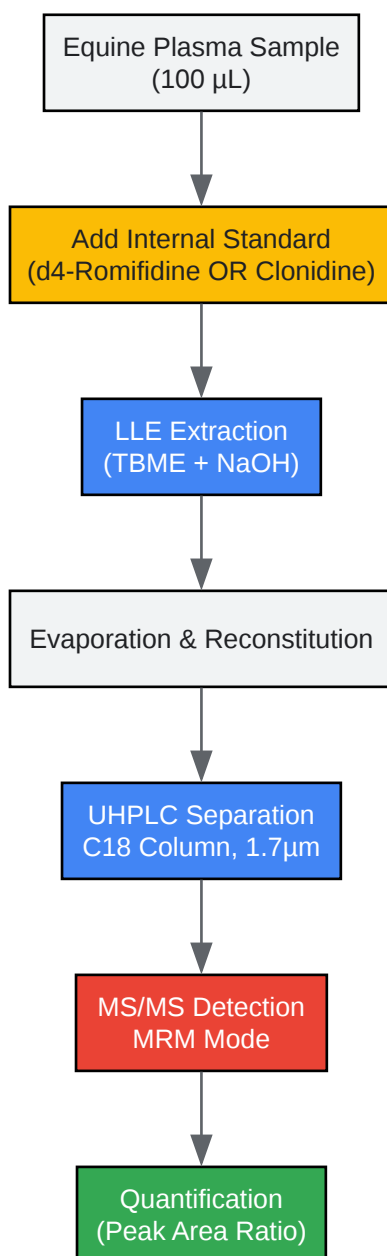 Equine Plasma Sample
(100 µL)
Add Internal Standard
(d4-Romifidine OR Clonidine)
LLE Extraction
(TBME + NaOH)
Evaporation & Reconstitution
UHPLC Separation
C18 Column, 1.7µm
MS/MS Detection
MRM Mode
Quantification
(Peak Area Ratio)